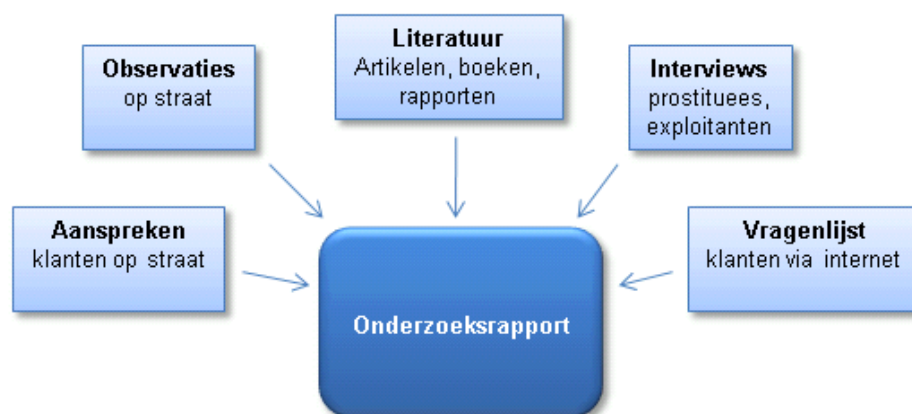 Observaties
op straat
Literatuur
Artikelen, boeken,
rapporten
Interviews
prostituees,
exploitanten
Aanspreken
klanten op straat
Vragenlijst
klanten via internet
Onderzoeksrapport